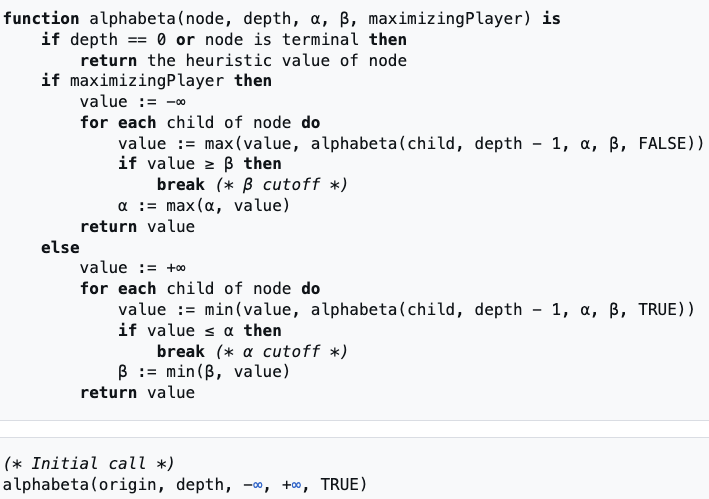 function alphabeta(node, depth, α, β, maximizingPlayer) is
    if depth == 0 or node is terminal then
        return the heuristic value of node
    if maximizingPlayer then
        value := −∞
        for each child of node do
            value := max(value, alphabeta(child, depth − 1, α, β, FALSE))
            if value ≥ β then
                break (* β cutoff *)
            α := max(α, value)
        return value
    else
        value := +∞
        for each child of node do
            value := min(value, alphabeta(child, depth − 1, α, β, TRUE))
            if value ≤ α then
                break (* α cutoff *)
            β := min(β, value)
        return value
(* Initial call *)
alphabeta(origin, depth, −∞, +∞, TRUE)